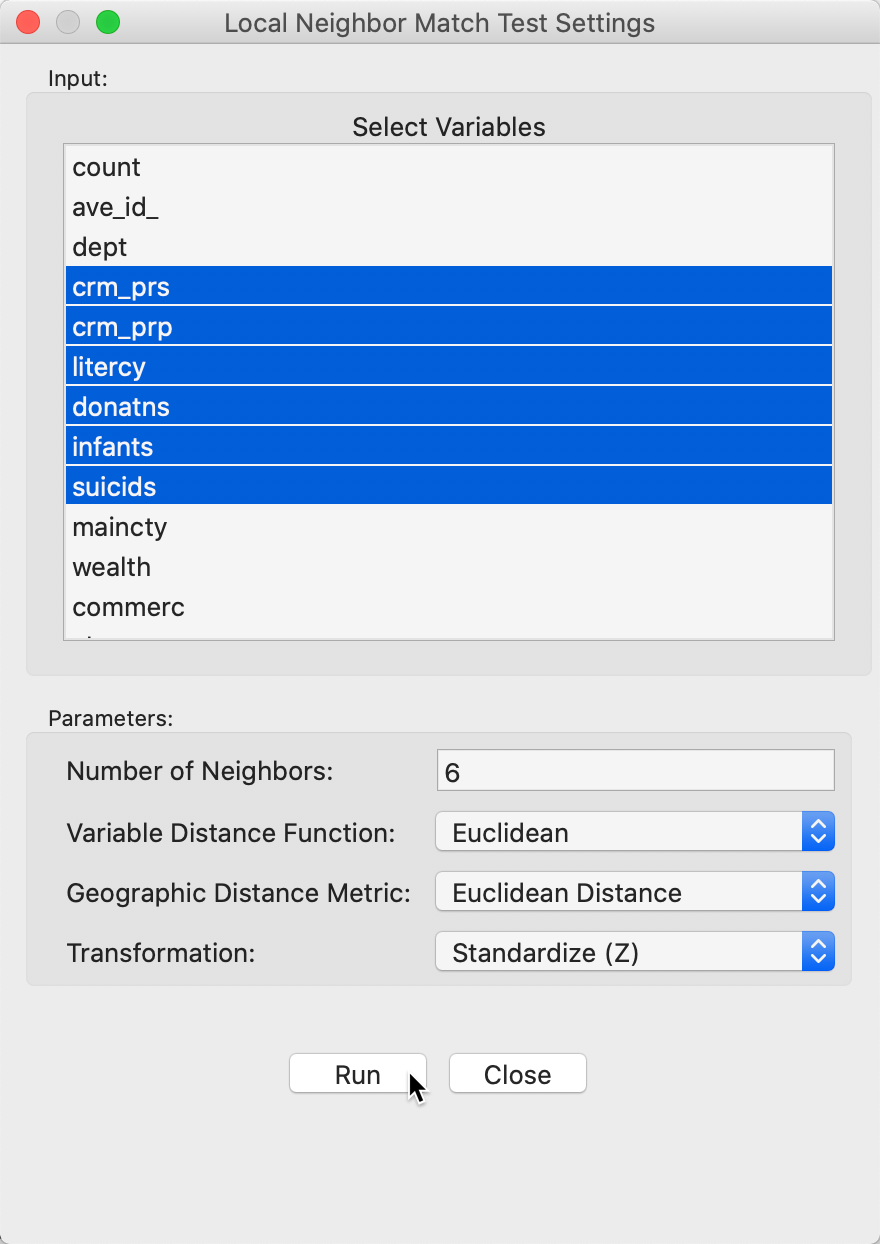 Local Neighbor Match Test Settings
Input:
Select Variables
count
ave_id_
dept
crm_prs
crm_prp
litercy
donatns
infants
suicids
maincty
wealth
commerc
Parameters:
Number of Neighbors: 6
Variable Distance Function: Euclidean
Geographic Distance Metric: Euclidean Distance
Transformation: Standardize (Z)
Run Close